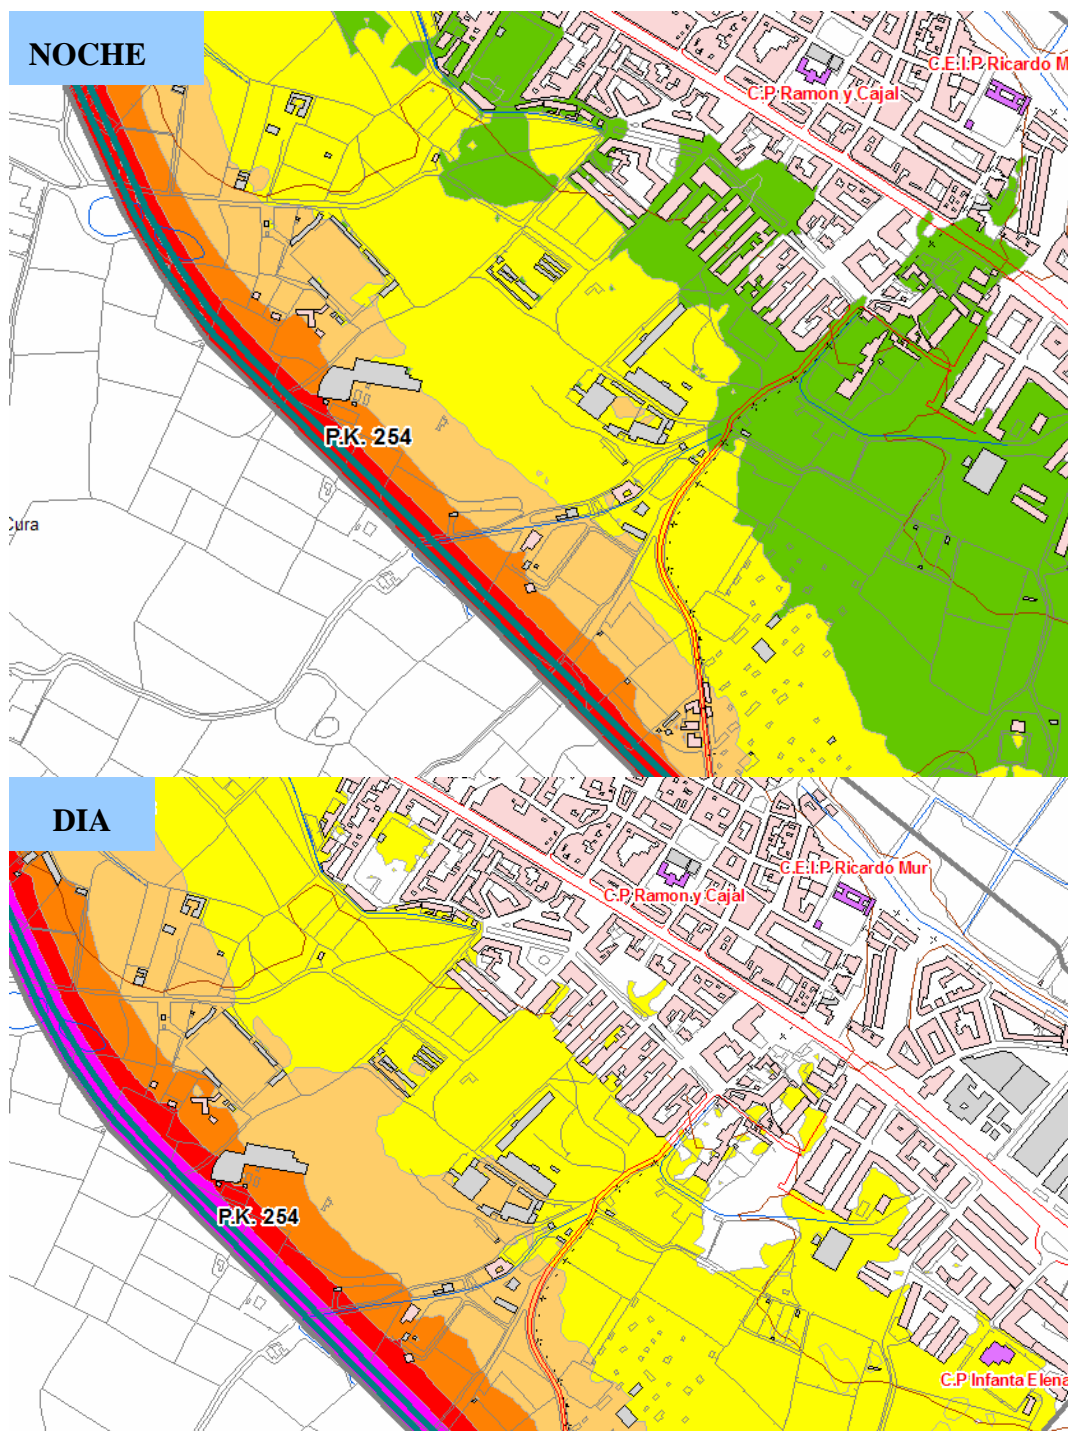 NOCHE
C.E.I.P Ricardo M
C.P Ramon y Cajal
P.K. 254
Cura
DIA
C.E.I.P Ricardo Mur
C.P Ramon y Cajal
P.K. 254
C.P Infanta Elena